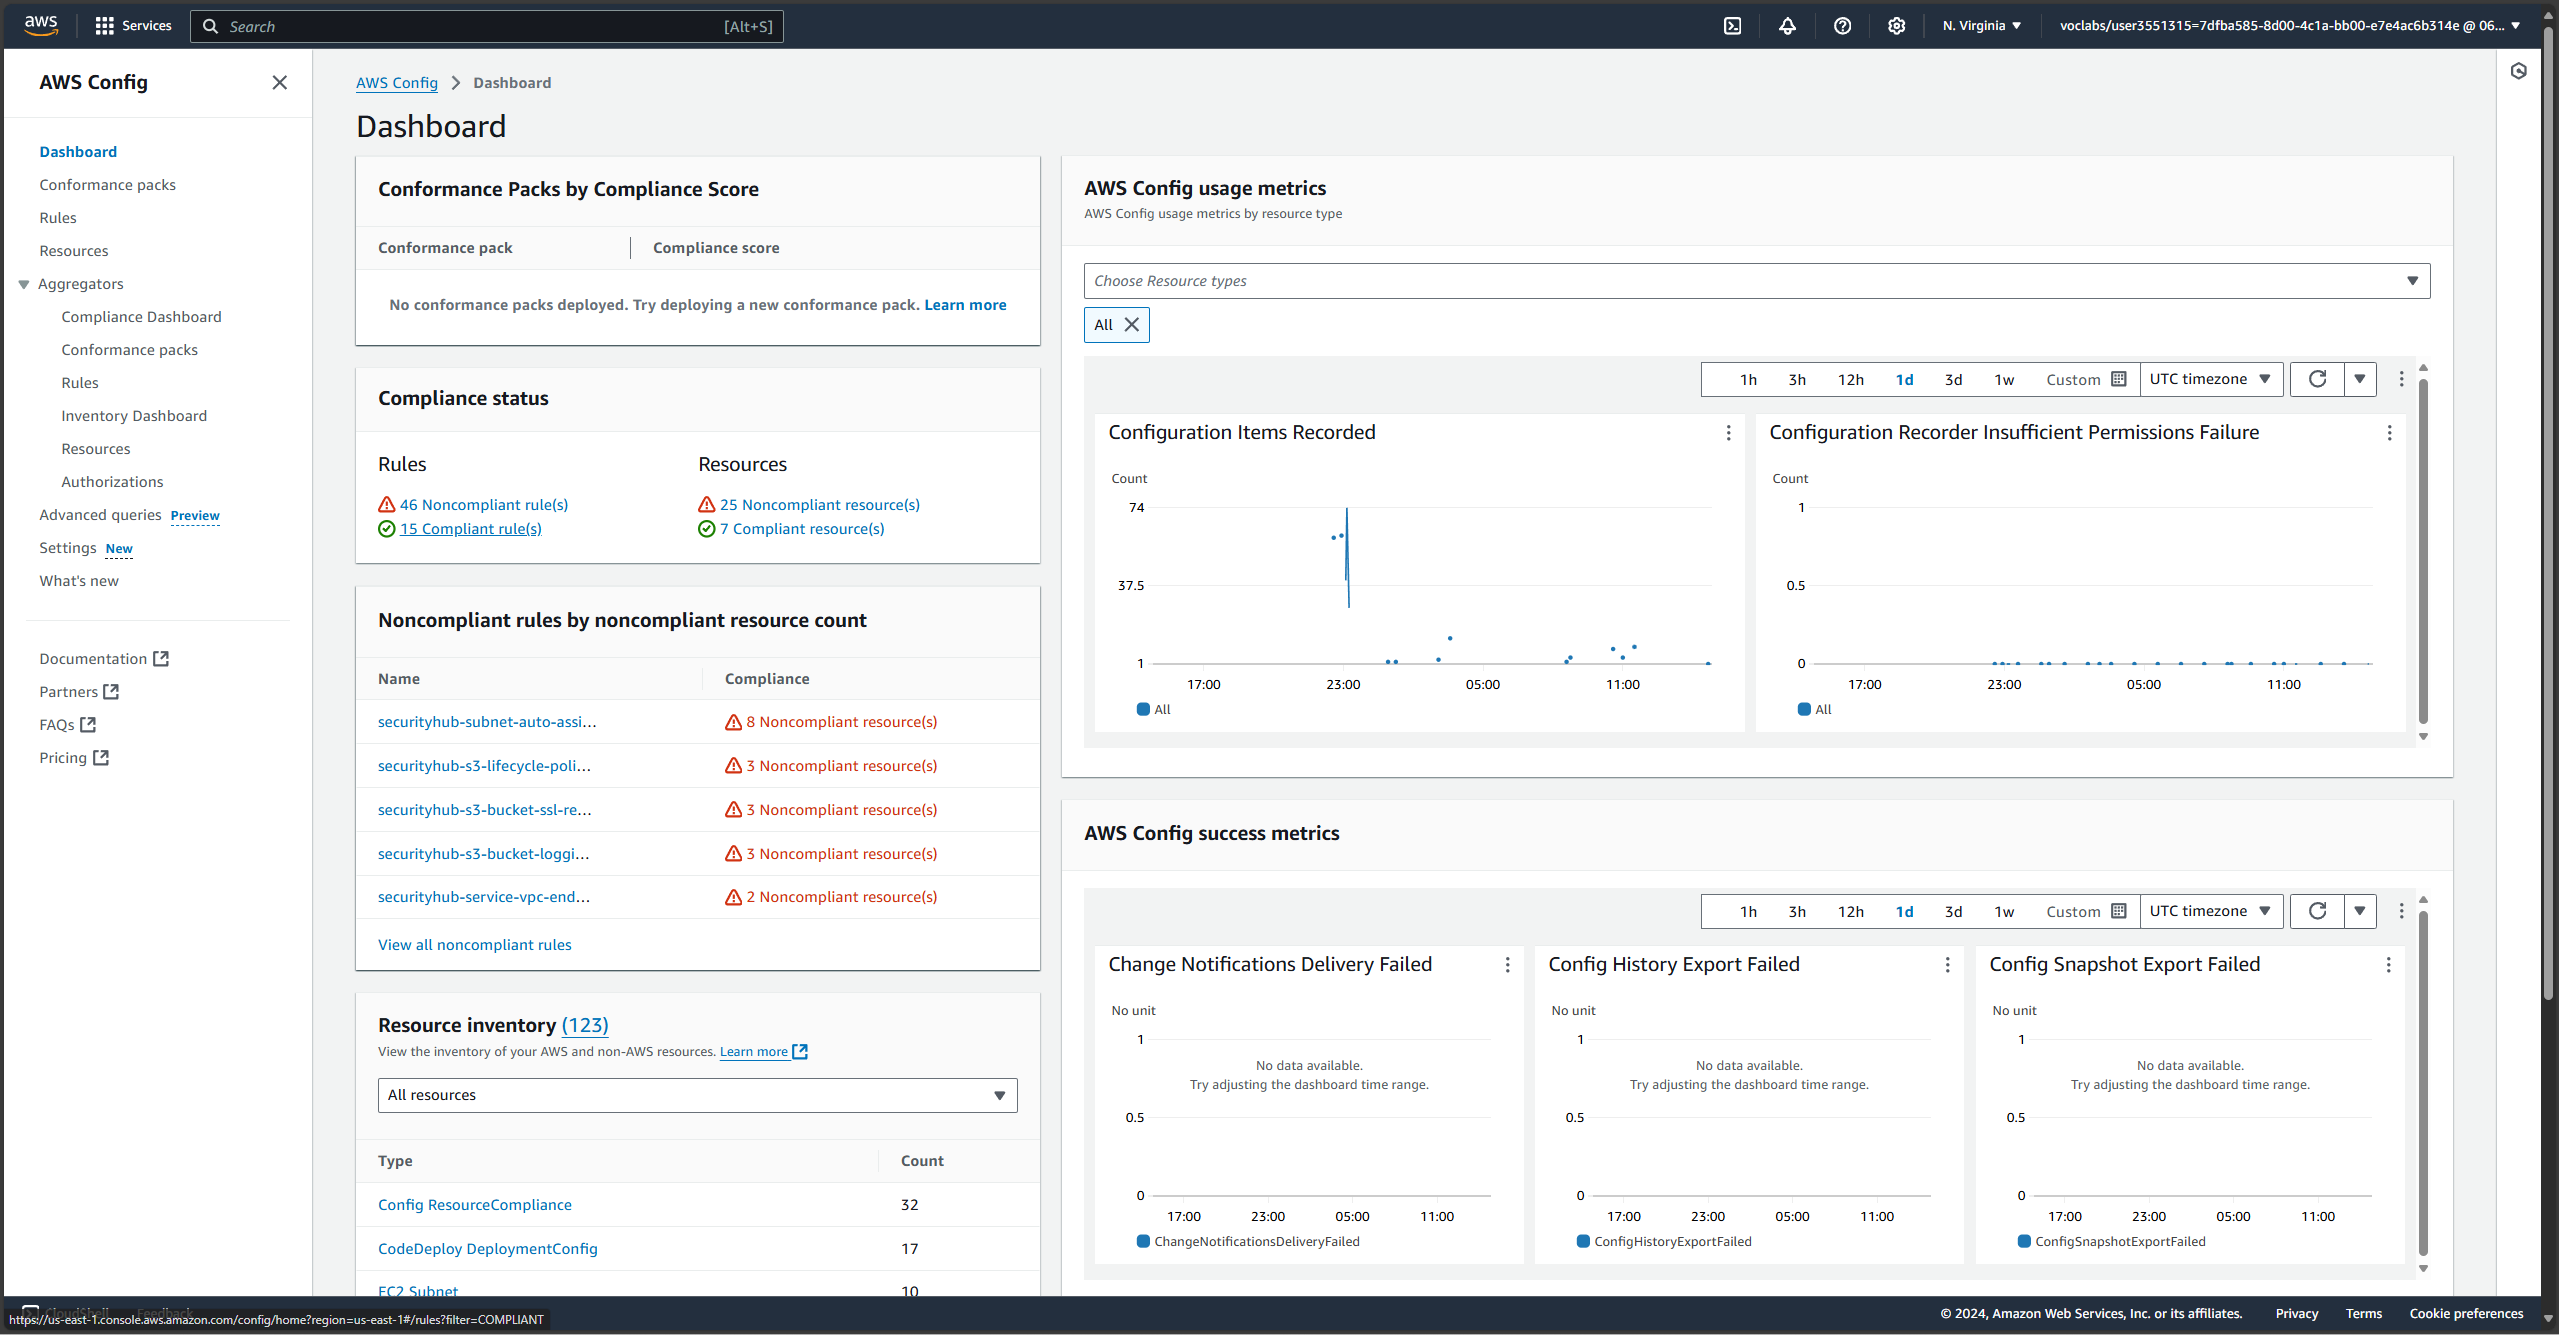 aws
Services
Search
[Alt+S]
N. Virginia
voclabs/user3551315=7dfba585-8d00-4c1a-bb00-e7e4ac6b314e @ 06...
AWS Config
Dashboard
Conformance packs
Rules
Resources
Aggregators
Compliance Dashboard
Conformance packs
Rules
Inventory Dashboard
Resources
Authorizations
Advanced queries Preview
Settings New
What's new
Documentation
Partners
FAQs
Pricing
AWS Config > Dashboard
Dashboard
Conformance Packs by Compliance Score
Conformance pack
Compliance score
No conformance packs deployed. Try deploying a new conformance pack. Learn more
Compliance status
Rules
46 Noncompliant rule(s)
15 Compliant rule(s)
Resources
25 Noncompliant resource(s)
7 Compliant resource(s)
Noncompliant rules by noncompliant resource count
Name
Compliance
securityhub-subnet-auto-assi...
8 Noncompliant resource(s)
securityhub-s3-lifecycle-poli...
3 Noncompliant resource(s)
securityhub-s3-bucket-ssl-re...
3 Noncompliant resource(s)
securityhub-s3-bucket-loggi...
3 Noncompliant resource(s)
securityhub-service-vpc-end...
2 Noncompliant resource(s)
View all noncompliant rules
Resource inventory (123)
View the inventory of your AWS and non-AWS resources. Learn more
All resources
Type
Count
Config ResourceCompliance
32
CodeDeploy DeploymentConfig
17
EC2 Subnet
10
AWS Config usage metrics
AWS Config usage metrics by resource type
Choose Resource types
All
1h 3h 12h 1d 3d 1w Custom
UTC timezone
Configuration Items Recorded
Count
74
37.5
1
17:00 23:00 05:00 11:00
All
Configuration Recorder Insufficient Permissions Failure
Count
1
0.5
0
17:00 23:00 05:00 11:00
All
AWS Config success metrics
1h 3h 12h 1d 3d 1w Custom
UTC timezone
Change Notifications Delivery Failed
No unit
1
No data available.
Try adjusting the dashboard time range.
0.5
0
17:00 23:00 05:00 11:00
ChangeNotificationsDeliveryFailed
Config History Export Failed
No unit
1
No data available.
Try adjusting the dashboard time range.
0.5
0
17:00 23:00 05:00 11:00
ConfigHistoryExportFailed
Config Snapshot Export Failed
No unit
1
No data available.
Try adjusting the dashboard time range.
0.5
0
17:00 23:00 05:00 11:00
ConfigSnapshotExportFailed
CloudShell
Feedback
https://us-east-1.console.aws.amazon.com/config/home?region=us-east-1#/rules?filter=COMPLIANT
© 2024, Amazon Web Services, Inc. or its affiliates.
Privacy
Terms
Cookie preferences